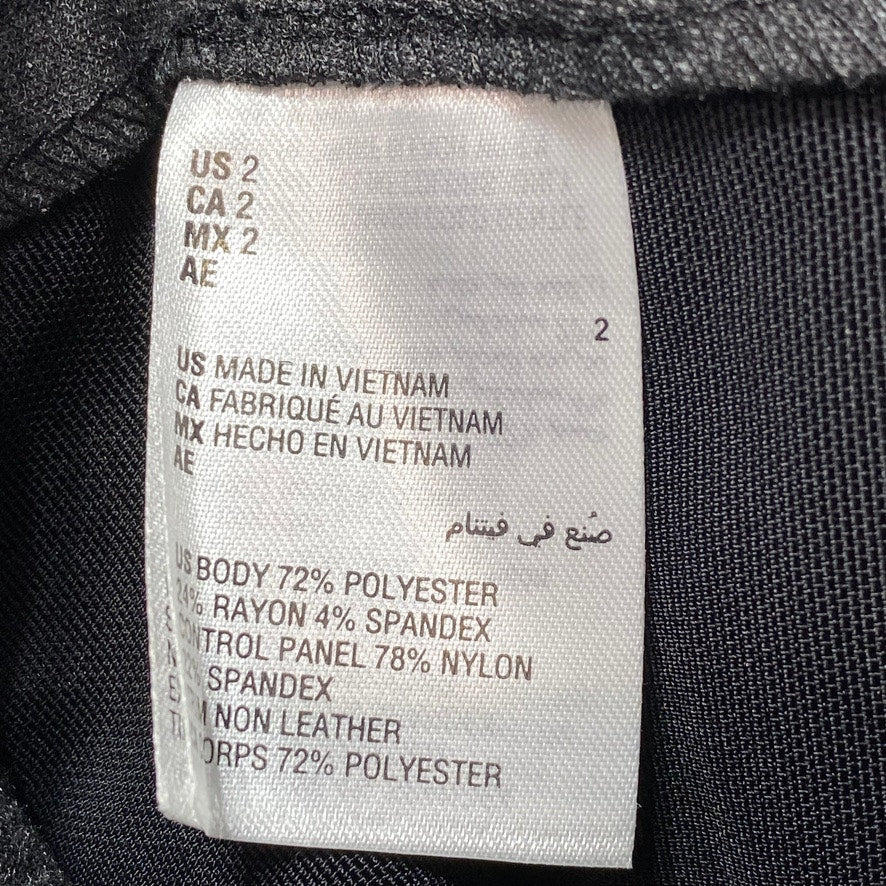 US 2
CA 2
MX 2
AE
2
US MADE IN VIETNAM
CA FABRIQUÉ AU VIETNAM
MX HECHO EN VIETNAM
AE
صُنع في فيتنام
US BODY 72% POLYESTER
24% RAYON 4% SPANDEX
CONTROL PANEL 78% NYLON
SPANDEX
NON LEATHER
72% POLYESTER